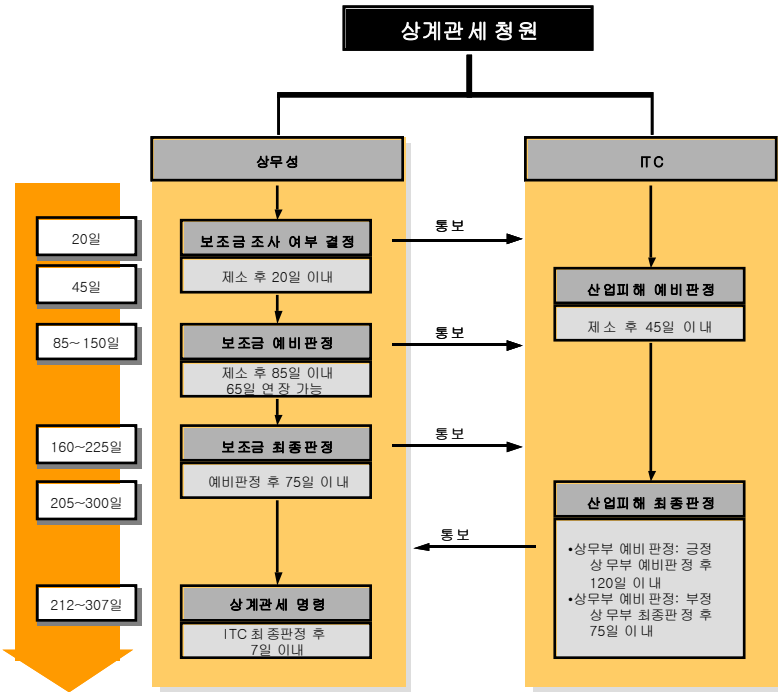 상계관세청원
상무성
ITC
20일
45일
85~150일
160~225일
205~300일
212~307일
보조금조사 여부 결정
제소 후 20일 이내
보조금 예비판정
제소 후 85일 이내
65일 연장 가능
보조금 최종판정
예비판정 후 75일 이내
상계관세 명령
ITC최종판정 후
7일이내
통보
통보
통보
통보
산업피해 예비판정
제소 후 45일 이내
산업피해 최종판정
•상무부 예비판정: 긍정
상무부 예비판정 후
120일 이내
•상무부 예비판정: 부정
상무부 최종판정 후
75일 이내